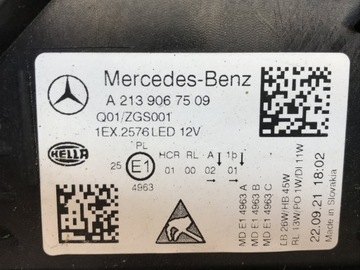 Mercedes-Benz
A 213 906 75 09
Q01/ZGS001
1EX.2576LED 12V
HELLA
PL
25
E1
4963
HCR RL A 1b
01 00 02 01
MD E1 4963 A
MD E1 4963 B
MD E1 4963 C
LB 26W/HB 45W
RL 13W/PO 1W/DI 11W
22.09.21 18:02
Made in Slovakia